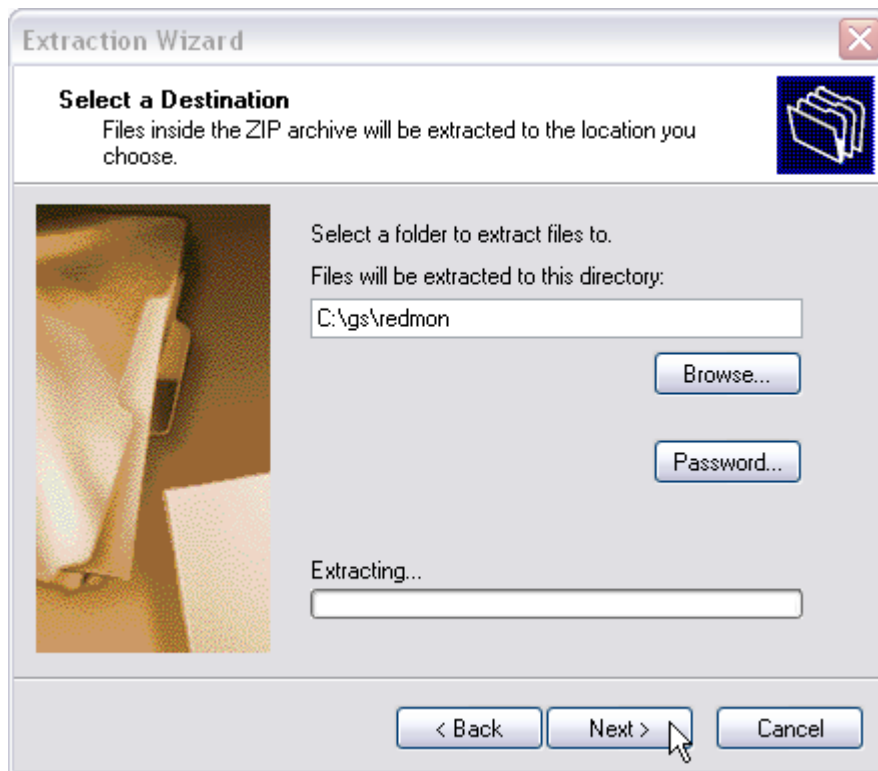 Extraction Wizard
Select a Destination
Files inside the ZIP archive will be extracted to the location you
choose.
Select a folder to extract files to.
Files will be extracted to this directory:
C:\gs\redmon
Browse...
Password...
Extracting...
< Back
Next >
Cancel